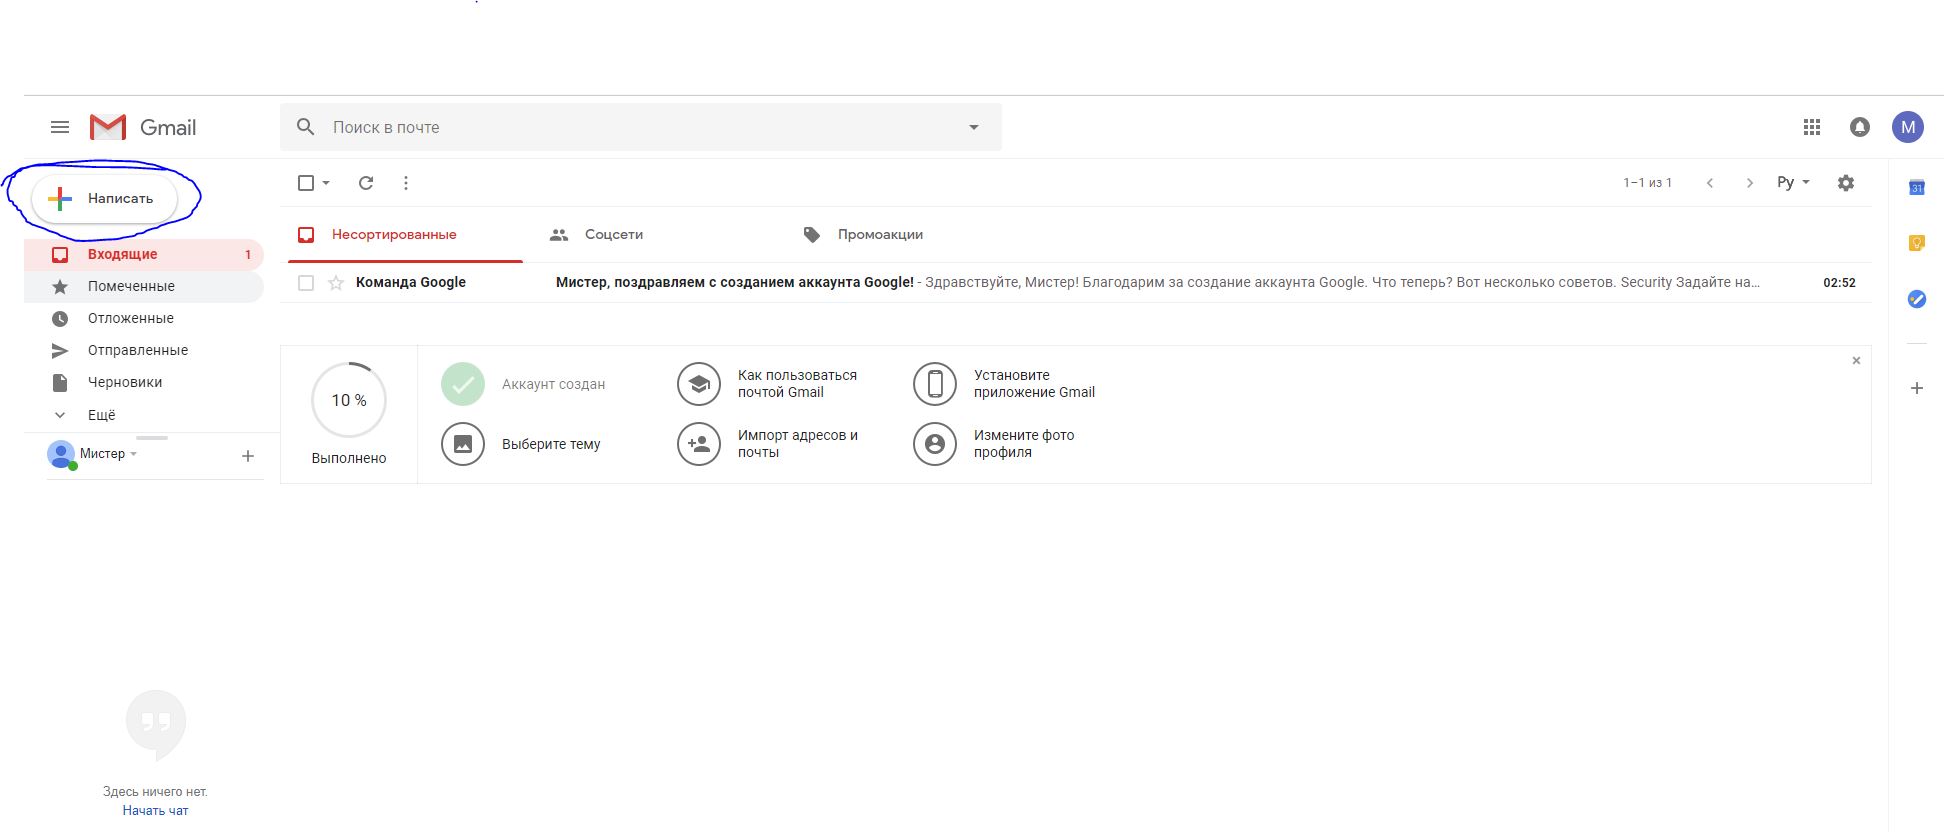 Gmail
Поиск в почте
M
Написать
1–1 из 1
Ру
31
Несортированные
Соцсети
Промоакции
Входящие 1
Команда Google Мистер, поздравляем с созданием аккаунта Google! - Здравствуйте, Мистер! Благодарим за создание аккаунта Google. Что теперь? Вот несколько советов. Security Задайте на... 02:52
Помеченные
Отложенные
Отправленные
Черновики
Ещё
Мистер
10 %
Выполнено
Аккаунт создан
Как пользоваться
почтой Gmail
Установите
приложение Gmail
Выберите тему
Импорт адресов и
почты
Измените фото
профиля
Здесь ничего нет.
Начать чат